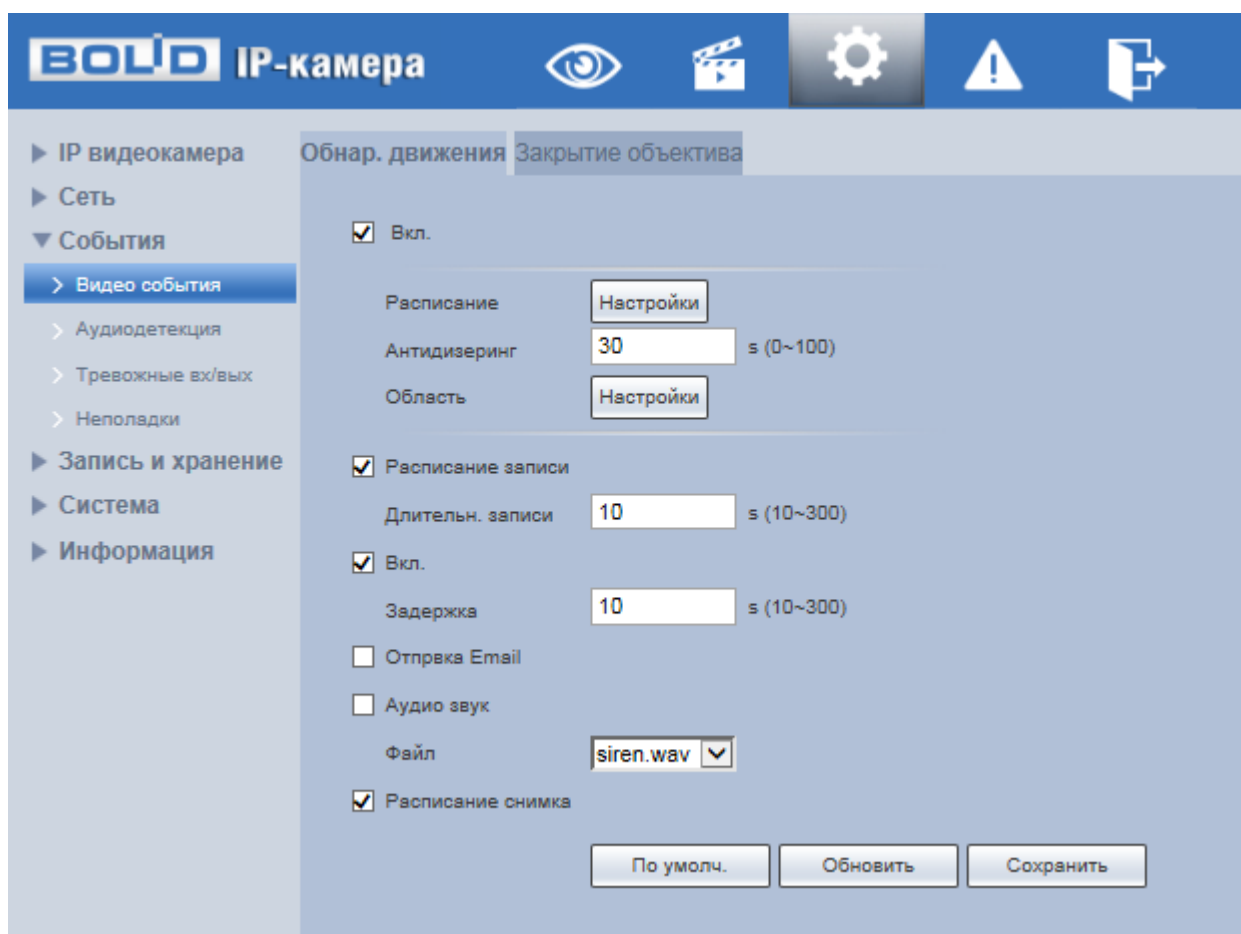 BOLID IP-камера
IP видеокамера
Сеть
События
Видео события
Аудиодетекция
Тревожные вх/вых
Неполадки
Запись и хранение
Система
Информация
Обнар. движения Закрытие объектива
Вкл.
Расписание Настройки
Антидизеринг 30 s (0~100)
Область Настройки
Расписание записи
Длительн. записи 10 s (10~300)
Вкл.
Задержка 10 s (10~300)
Отпрвка Email
Аудио звук
Файл siren.wav
Расписание снимка
По умолч. Обновить Сохранить